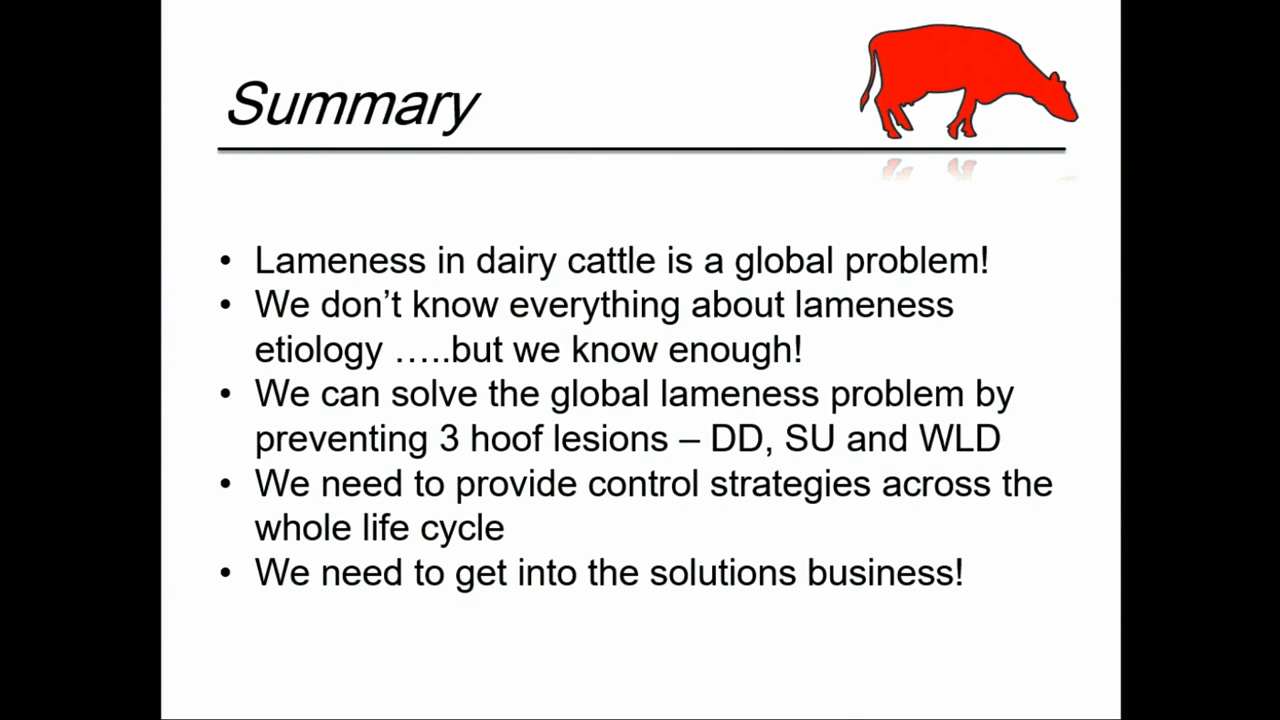 Summary
• Lameness in dairy cattle is a global problem!
• We don’t know everything about lameness
etiology …..but we know enough!
• We can solve the global lameness problem by
preventing 3 hoof lesions – DD, SU and WLD
• We need to provide control strategies across the
whole life cycle
• We need to get into the solutions business!